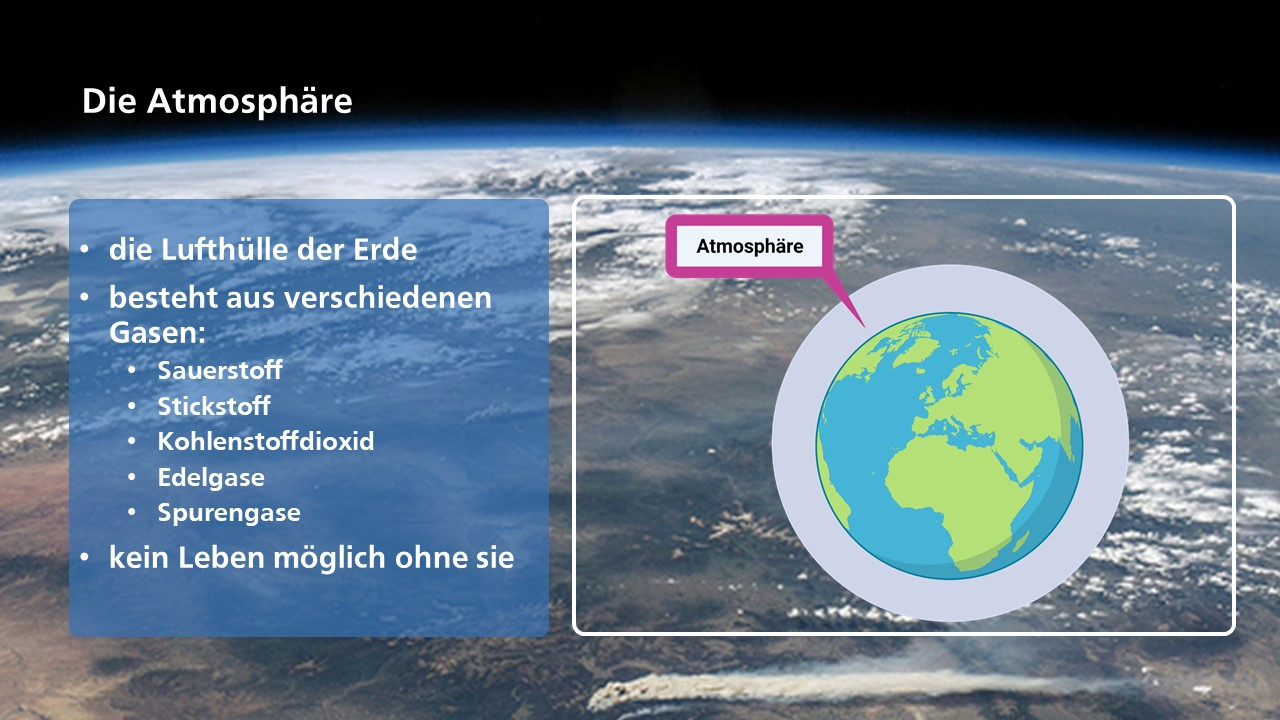 Die Atmosphäre
• die Lufthülle der Erde
• besteht aus verschiedenen
Gasen:
• Sauerstoff
• Stickstoff
• Kohlenstoffdioxid
• Edelgase
• Spurengase
• kein Leben möglich ohne sie
Atmosphäre